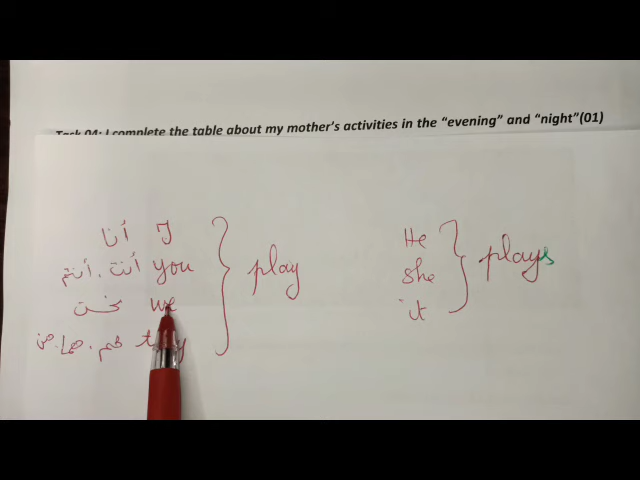 Task 04: I complete the table about my mother's activities in the "evening" and "night"(01)
أنا I
أنت، أنتم you
نحن we
هم، هما، هن
play
He
She
it
plays